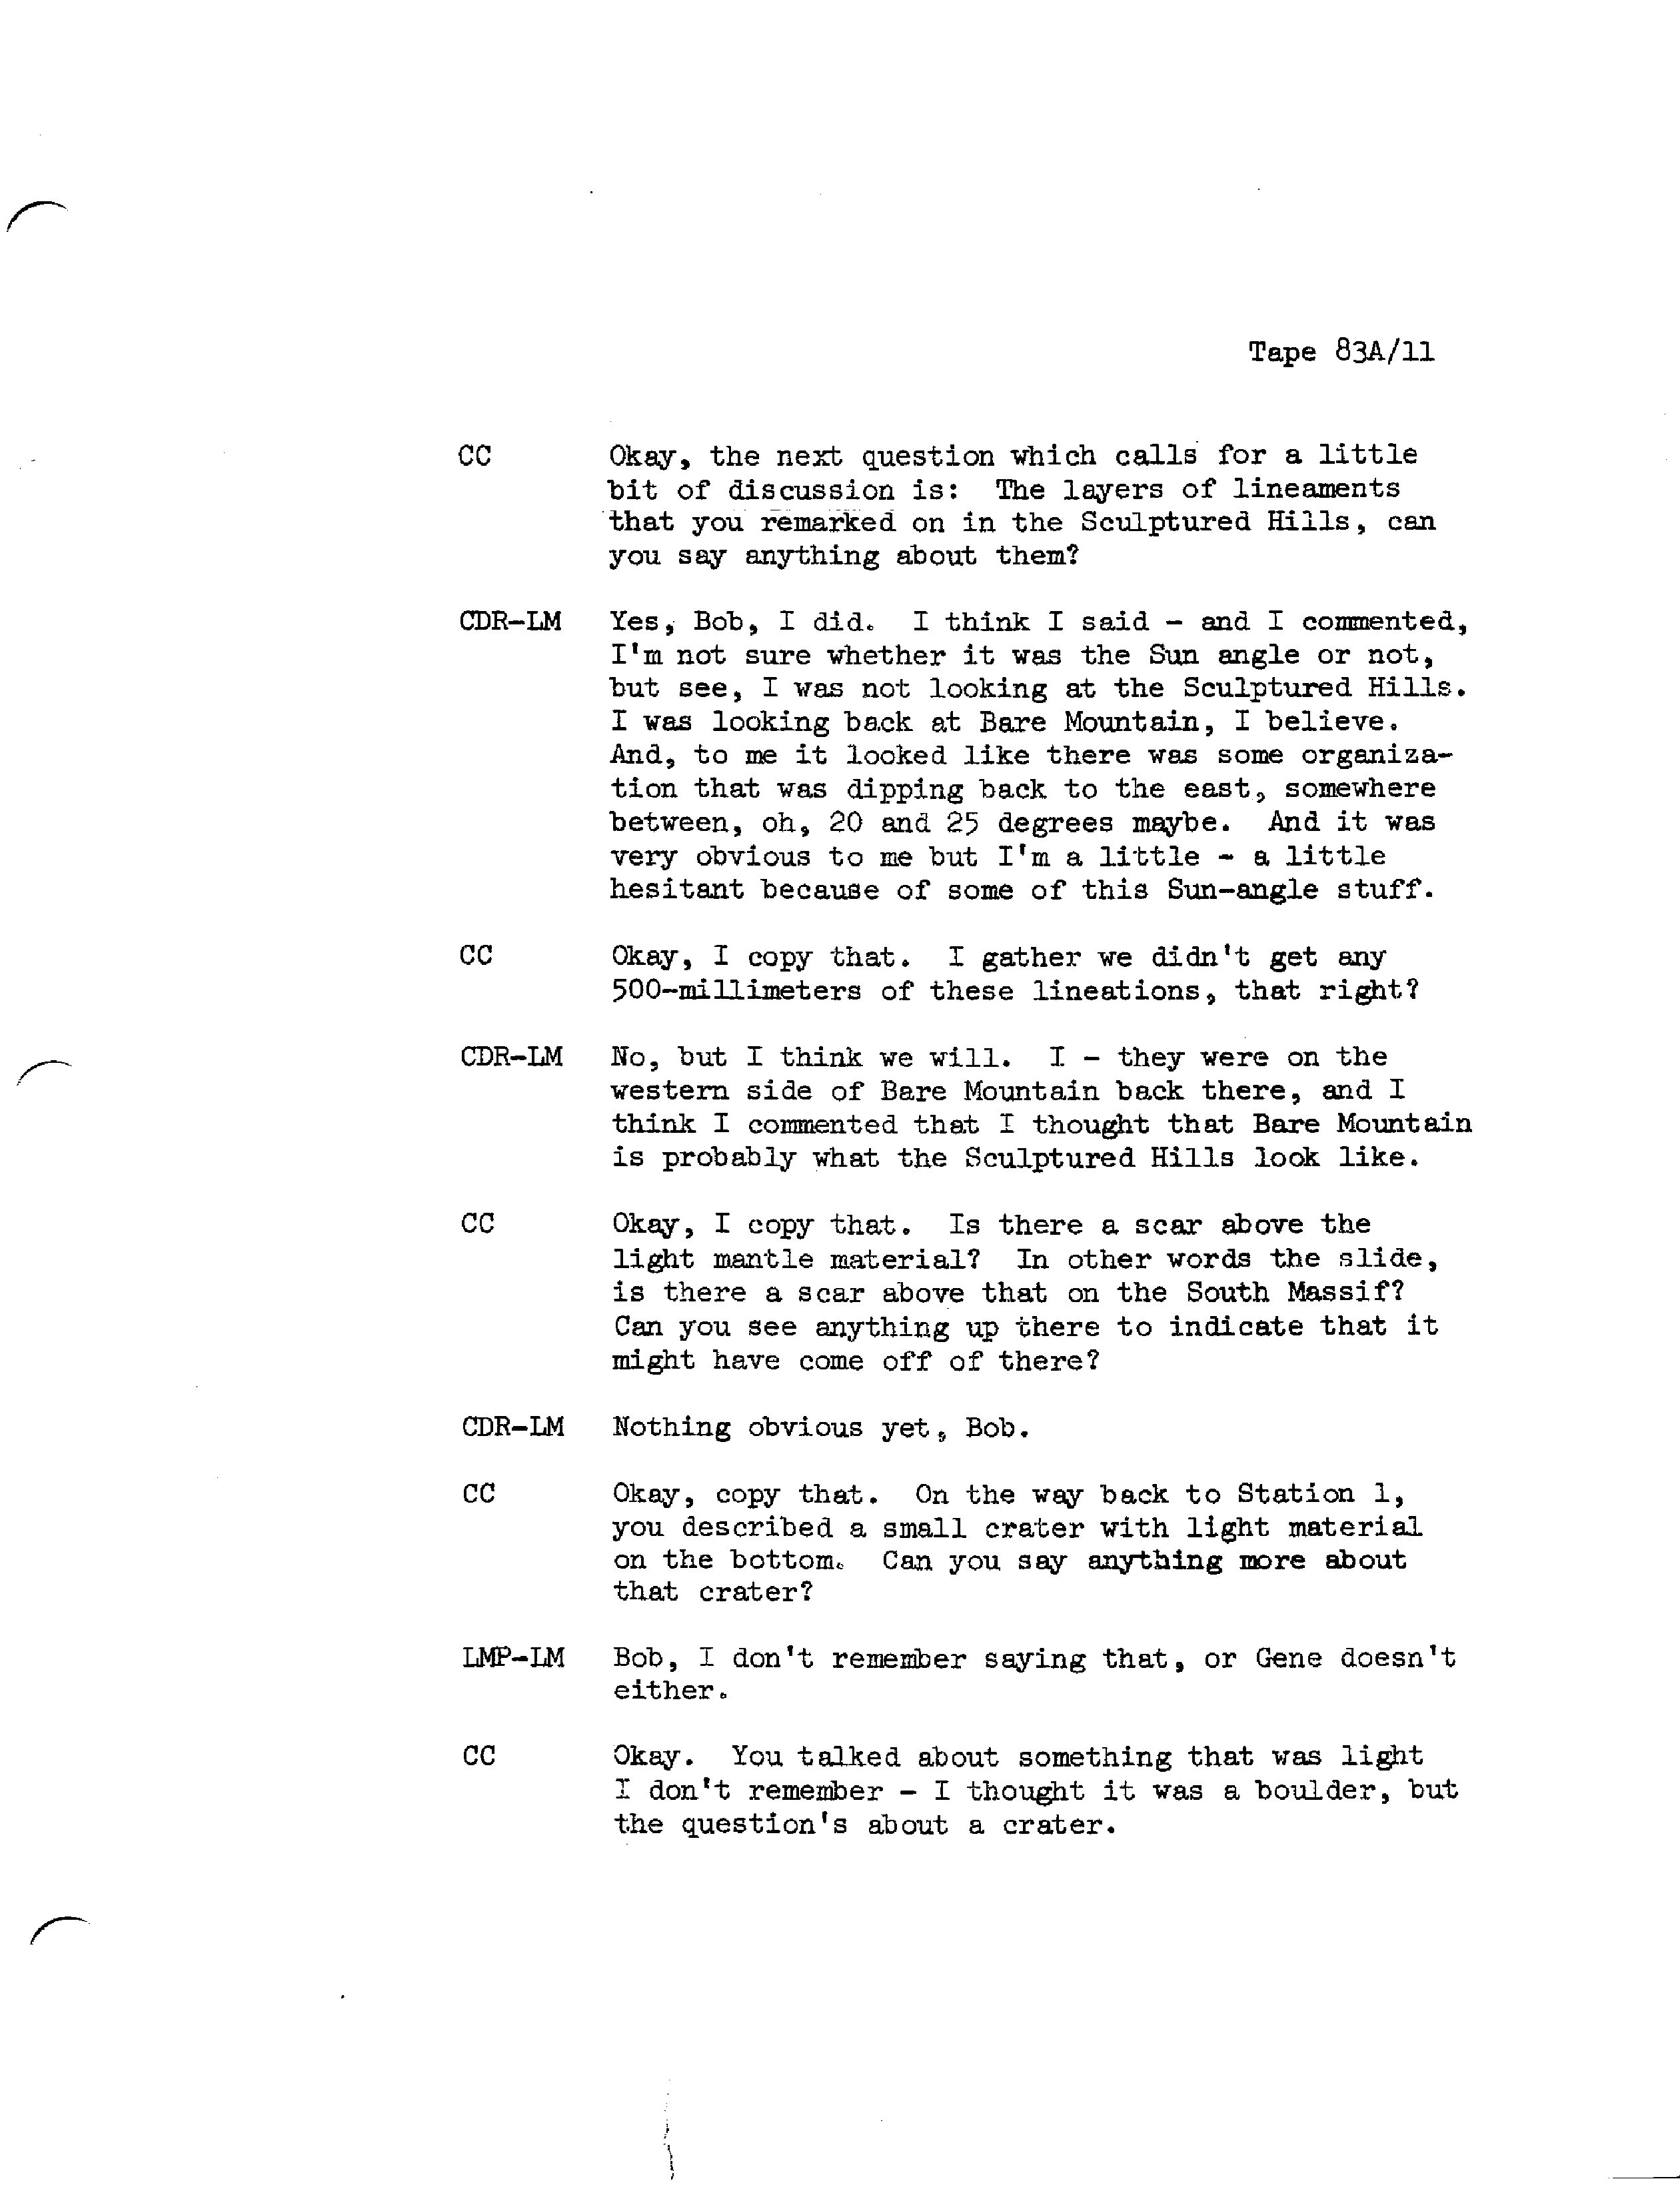 Tape 83A/11
CC Okay, the next question which calls for a little
bit of discussion is: The layers of lineaments
that you remarked on in the Sculptured Hills, can
you say anything about them?
CDR-LM Yes, Bob, I did. I think I said - and I commented,
I'm not sure whether it was the Sun angle or not,
but see, I was not looking at the Sculptured Hills.
I was looking back at Bare Mountain, I believe.
And, to me it looked like there was some organiza-
tion that was dipping back to the east, somewhere
between, oh, 20 and 25 degrees maybe. And it was
very obvious to me but I'm a little - a little
hesitant because of some of this Sun-angle stuff.
CC Okay, I copy that. I gather we didn't get any
500-millimeters of these lineations, that right?
CDR-LM No, but I think we will. I - they were on the
western side of Bare Mountain back there, and I
think I commented that I thought that Bare Mountain
is probably what the Sculptured Hills look like.
CC Okay, I copy that. Is there a scar above the
light mantle material? In other words the slide,
is there a scar above that on the South Massif?
Can you see anything up there to indicate that it
might have come off of there?
CDR-LM Nothing obvious yet, Bob.
CC Okay, copy that. On the way back to Station 1,
you described a small crater with light material
on the bottom. Can you say anything more about
that crater?
LMP-LM Bob, I don't remember saying that, or Gene doesn't
either.
CC Okay. You talked about something that was light
I don't remember - I thought it was a boulder, but
the question's about a crater.